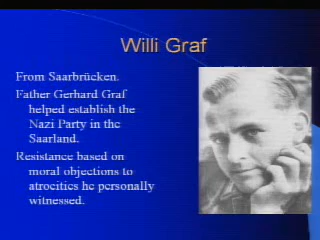 Willi Graf
From Saarbrücken.
Father Gerhard Graf
helped establish the
Nazi Party in the
Saarland.
Resistance based on
moral objections to
atrocities he personally
witnessed.